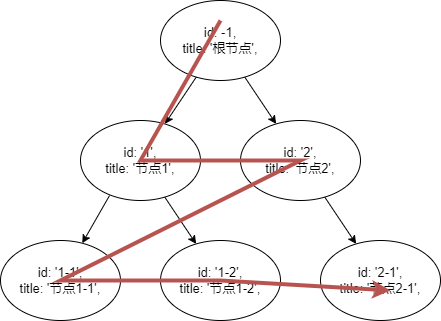 id: -1,
title: '根节点',
id: '1',
title: '节点1',
id: '2',
title: '节点2',
id: '1-1',
title: '节点1-1',
id: '1-2',
title: '节点1-2',
id: '2-1',
title: '节点2-1',